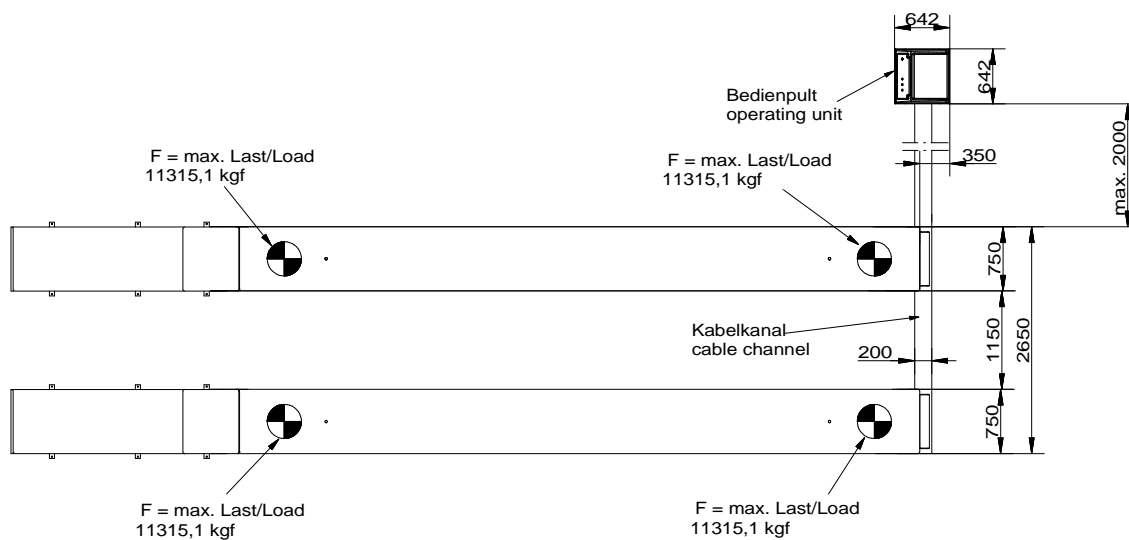 642
642
Bedienpult
operating unit
max. 2000
F = max. Last/Load
11315,1 kgf
F = max. Last/Load
11315,1 kgf
350
750
Kabelkanal
cable channel
200
1150
2650
750
F = max. Last/Load
11315,1 kgf
F = max. Last/Load
11315,1 kgf